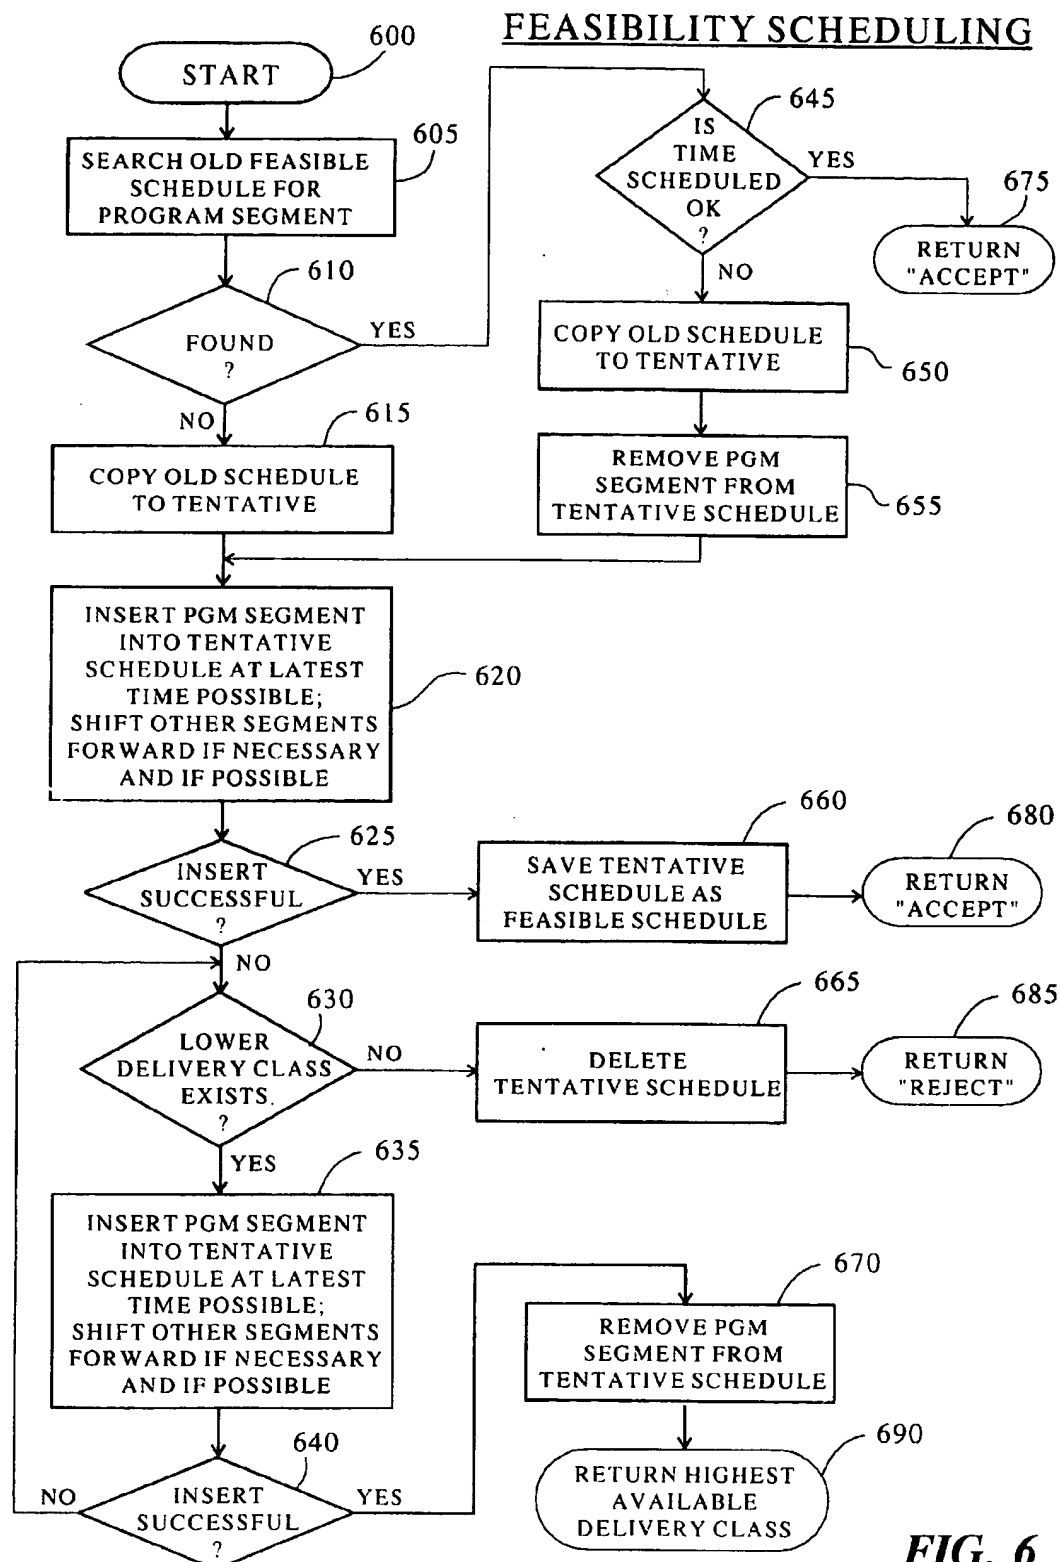 FEASIBILITY SCHEDULING
600
START
605
SEARCH OLD FEASIBLE
SCHEDULE FOR
PROGRAM SEGMENT
610
FOUND
?
YES
NO
615
COPY OLD SCHEDULE
TO TENTATIVE
645
IS
TIME
SCHEDULED
OK
?
YES
675
RETURN
"ACCEPT"
NO
COPY OLD SCHEDULE
TO TENTATIVE
650
REMOVE PGM
SEGMENT FROM
TENTATIVE SCHEDULE
655
INSERT PGM SEGMENT
INTO TENTATIVE
SCHEDULE AT LATEST
TIME POSSIBLE;
SHIFT OTHER SEGMENTS
FORWARD IF NECESSARY
AND IF POSSIBLE
620
625
INSERT
SUCCESSFUL
?
YES
660
SAVE TENTATIVE
SCHEDULE AS
FEASIBLE SCHEDULE
680
RETURN
"ACCEPT"
NO
630
LOWER
DELIVERY CLASS
EXISTS.
?
NO
665
DELETE
TENTATIVE SCHEDULE
685
RETURN
"REJECT"
YES
635
INSERT PGM SEGMENT
INTO TENTATIVE
SCHEDULE AT LATEST
TIME POSSIBLE;
SHIFT OTHER SEGMENTS
FORWARD IF NECESSARY
AND IF POSSIBLE
640
INSERT
SUCCESSFUL
?
NO
YES
670
REMOVE PGM
SEGMENT FROM
TENTATIVE SCHEDULE
690
RETURN HIGHEST
AVAILABLE
DELIVERY CLASS
FIG. 6